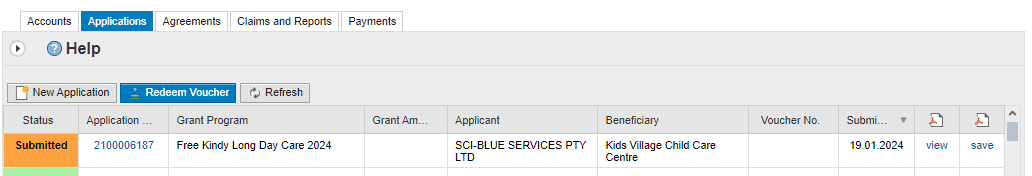 Accounts Applications Agreements Claims and Reports Payments
Help
New Application Redeem Voucher Refresh
Status Application ... Grant Program Grant Am... Applicant Beneficiary Voucher No. Submi...
Submitted 2100006187 Free Kindy Long Day Care 2024 SCI-BLUE SERVICES PTY Kids Village Child Care 19.01.2024 view save
LTD Centre